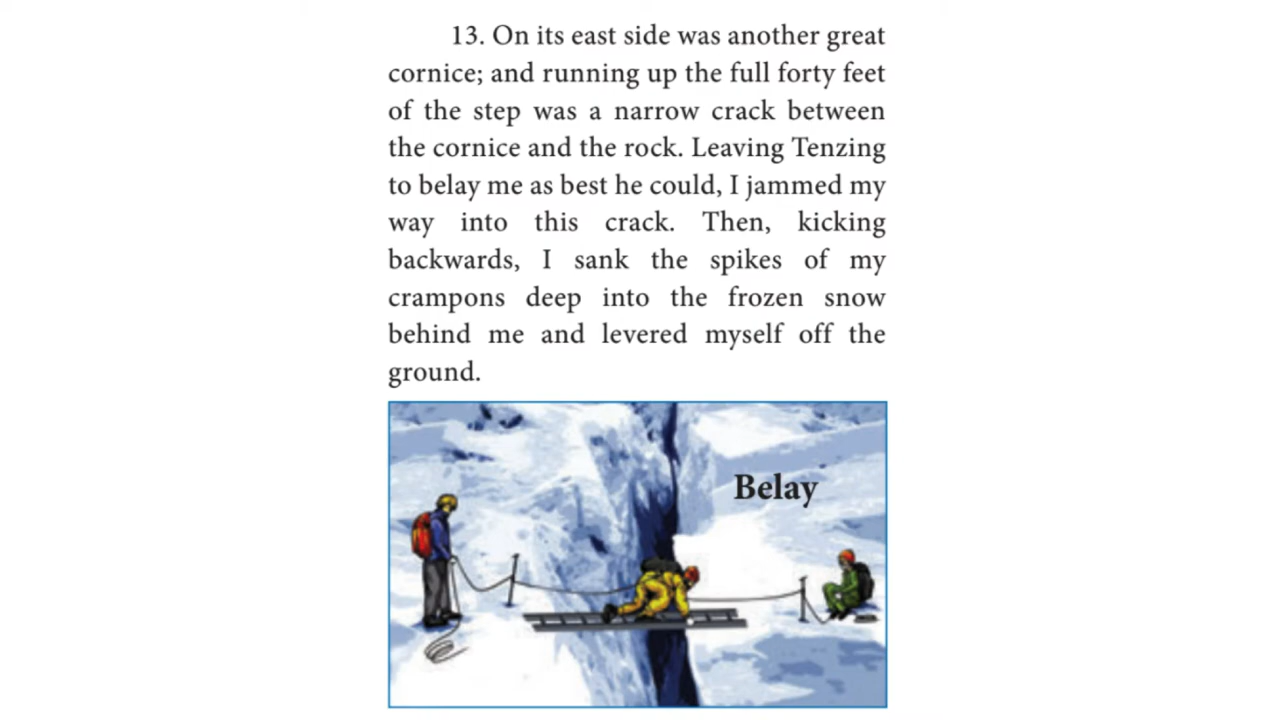 13. On its east side was another great
cornice; and running up the full forty feet
of the step was a narrow crack between
the cornice and the rock. Leaving Tenzing
to belay me as best he could, I jammed my
way into this crack. Then, kicking
backwards, I sank the spikes of my
crampons deep into the frozen snow
behind me and levered myself off the
ground.
Belay